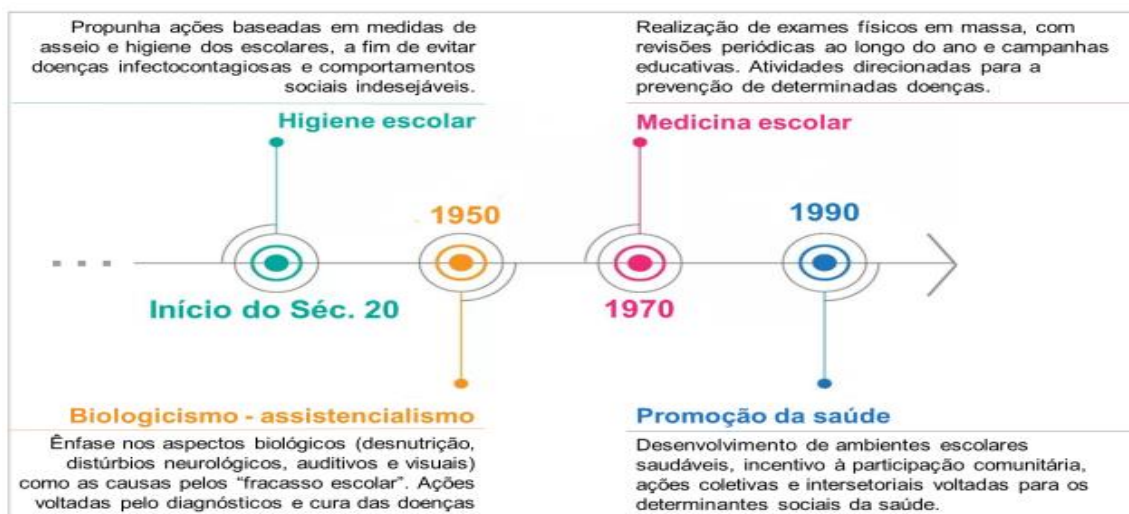 Propunha ações baseadas em medidas de
asseio e higiene dos escolares, a fim de evitar
doenças infectocontagiosas e comportamentos
sociais indesejáveis.
Higiene escolar
Realização de exames físicos em massa, com
revisões periódicas ao longo do ano e campanhas
educativas. Atividades direcionadas para a
prevenção de determinadas doenças.
Medicina escolar
1950
1990
Início do Séc. 20
1970
Biologicismo - assistencialismo
Ênfase nos aspectos biológicos (desnutrição,
distúrbios neurológicos, auditivos e visuais)
como as causas pelos "fracasso escolar". Ações
voltadas pelo diagnósticos e cura das doenças
Promoção da saúde
Desenvolvimento de ambientes escolares
saudáveis, incentivo à participação comunitária,
ações coletivas e intersetoriais voltadas para os
determinantes sociais da saúde.